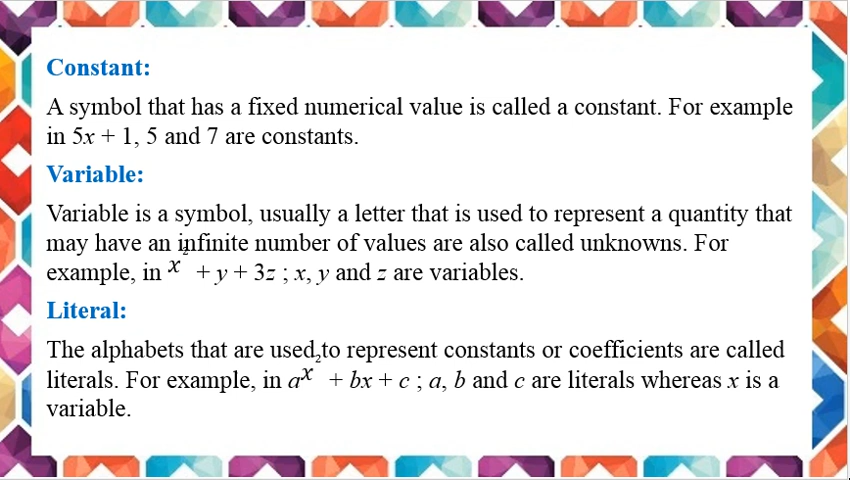 Constant:
A symbol that has a fixed numerical value is called a constant. For example
in 5x + 1, 5 and 7 are constants.
Variable:
Variable is a symbol, usually a letter that is used to represent a quantity that
may have an infinite number of values are also called unknowns. For
example, in x² + y + 3z ; x, y and z are variables.
Literal:
The alphabets that are used to represent constants or coefficients are called
literals. For example, in ax² + bx + c ; a, b and c are literals whereas x is a
variable.